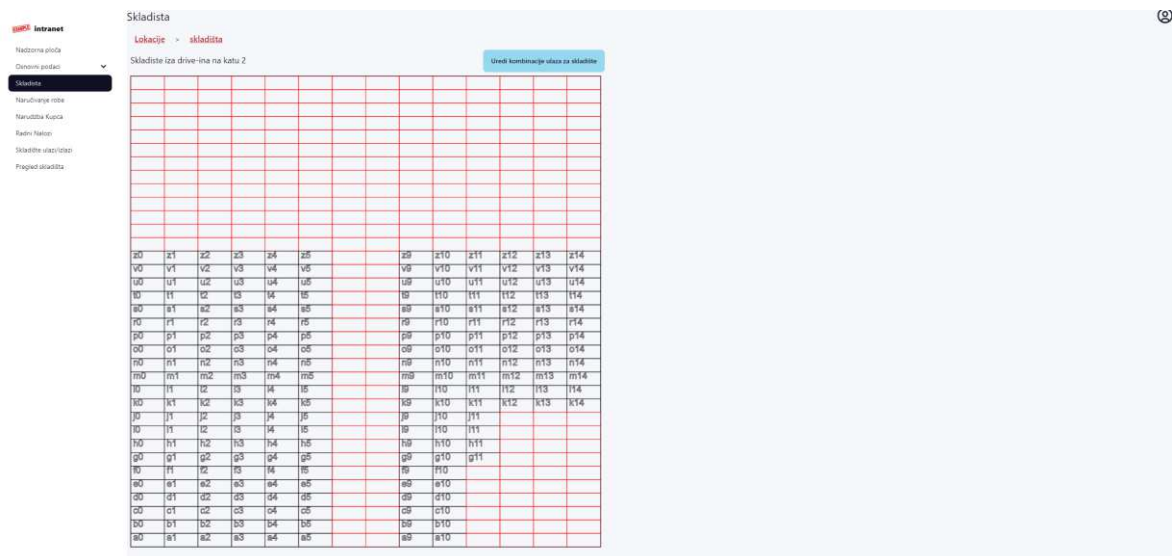 Skladista
SUMPLE intranet
Lokacije > skladišta
Nadzorna ploča
Osnovni podaci
Skladiste iza drive-ina na katu 2
Uredi kombinacije ulaza za skladište
Skladista
Naručivanje robe
Narudžba Kupca
Radni Nalozi
Skladište ulazi/izlazi
Pregled skladišta
z0 z1 z2 z3 z4 z5 z9 z10 z11 z12 z13 z14
v0 v1 v2 v3 v4 v5 v9 v10 v11 v12 v13 v14
u0 u1 u2 u3 u4 u5 u9 u10 u11 u12 u13 u14
t0 t1 t2 t3 t4 t5 t9 t10 t11 t12 t13 t14
s0 s1 s2 s3 s4 s5 s9 s10 s11 s12 s13 s14
r0 r1 r2 r3 r4 r5 r9 r10 r11 r12 r13 r14
p0 p1 p2 p3 p4 p5 p9 p10 p11 p12 p13 p14
o0 o1 o2 o3 o4 o5 o9 o10 o11 o12 o13 o14
n0 n1 n2 n3 n4 n5 n9 n10 n11 n12 n13 n14
m0 m1 m2 m3 m4 m5 m9 m10 m11 m12 m13 m14
l0 l1 l2 l3 l4 l5 l9 l10 l11 l12 l13 l14
k0 k1 k2 k3 k4 k5 k9 k10 k11 k12 k13 k14
j0 j1 j2 j3 j4 j5 j9 j10 j11
i0 i1 i2 i3 i4 i5 i9 i10 i11
h0 h1 h2 h3 h4 h5 h9 h10 h11
g0 g1 g2 g3 g4 g5 g9 g10 g11
f0 f1 f2 f3 f4 f5 f9 f10
e0 e1 e2 e3 e4 e5 e9 e10
d0 d1 d2 d3 d4 d5 d9 d10
c0 c1 c2 c3 c4 c5 c9 c10
b0 b1 b2 b3 b4 b5 b9 b10
a0 a1 a2 a3 a4 a5 a9 a10